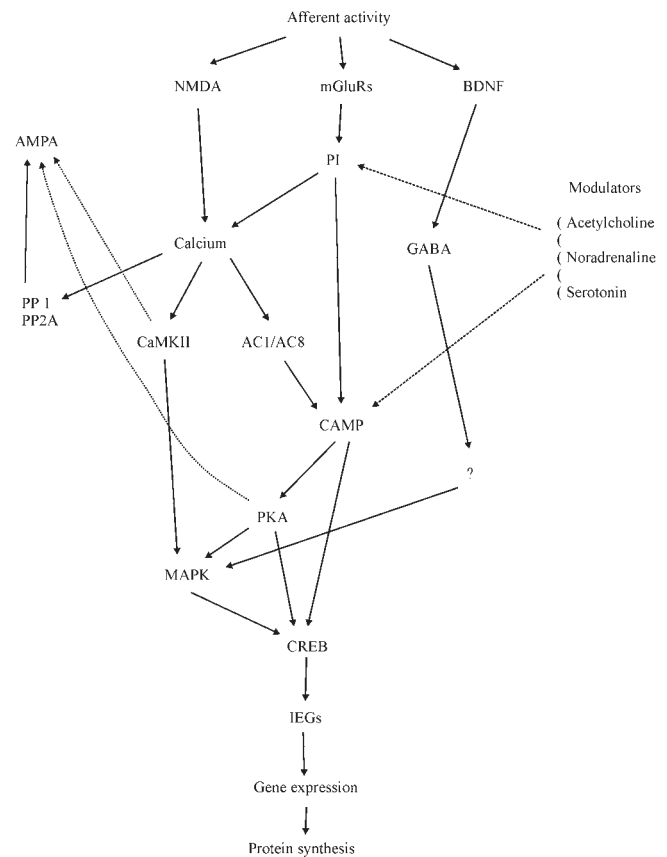 Afferent activity
NMDA
mGluRs
BDNF
AMPA
PI
Modulators
( Acetylcholine
(
( Noradrenaline
(
( Serotonin
Calcium
GABA
PP 1
PP2A
CaMKII
AC1/AC8
CAMP
?
PKA
MAPK
CREB
IEGs
Gene expression
Protein synthesis